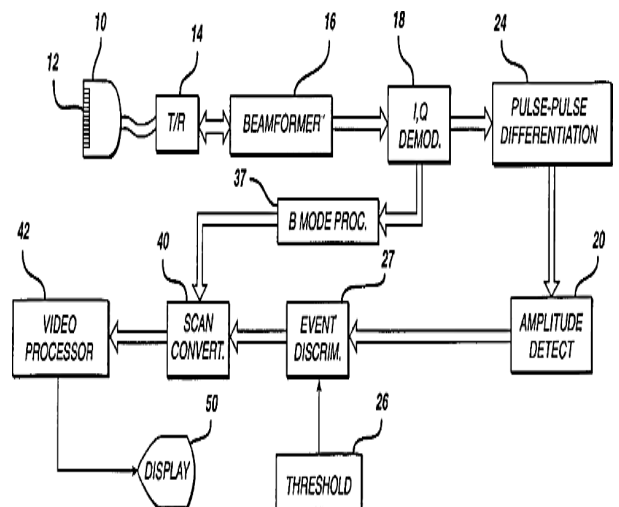 10
12
14
16
18
24
T/R
BEAMFORMER
I,Q
DEMOD.
PULSE-PULSE
DIFFERENTIATION
37
B MODE PROC.
42
40
27
20
VIDEO
PROCESSOR
SCAN
CONVERT.
EVENT
DISCRIM.
AMPLITUDE
DETECT
50
DISPLAY
26
THRESHOLD